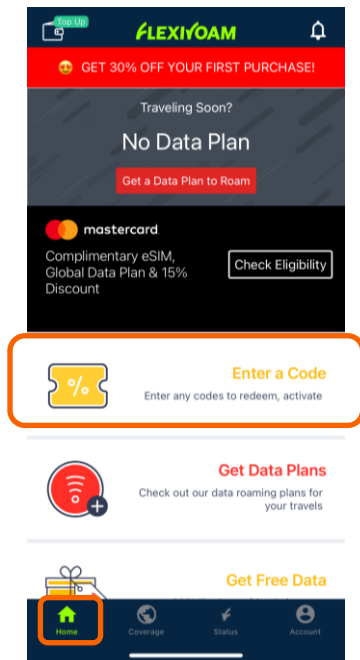 Top Up
FLEXIROAM
GET 30% OFF YOUR FIRST PURCHASE!
Traveling Soon?
No Data Plan
Get a Data Plan to Roam
mastercard
Complimentary eSIM,
Global Data Plan & 15%
Discount
Check Eligibility
%
Enter a Code
Enter any codes to redeem, activate
Get Data Plans
Check out our data roaming plans for
your travels
Get Free Data
Home
Coverage
Status
Account